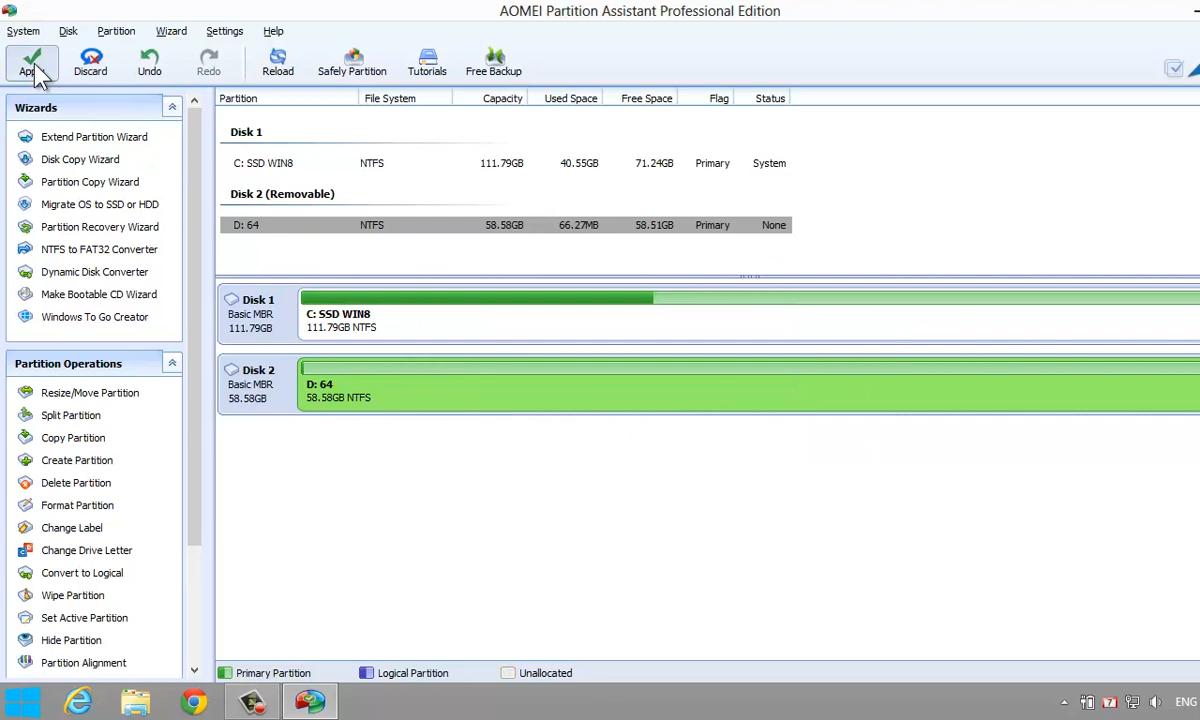 AOMEI Partition Assistant Professional Edition
System Disk Partition Wizard Settings Help
Discard Undo Redo Reload Safely Partition Tutorials Free Backup
Wizards
Extend Partition Wizard
Disk Copy Wizard
Partition Copy Wizard
Migrate OS to SSD or HDD
Partition Recovery Wizard
NTFS to FAT32 Converter
Dynamic Disk Converter
Make Bootable CD Wizard
Windows To Go Creator
Partition Operations
Resize/Move Partition
Split Partition
Copy Partition
Create Partition
Delete Partition
Format Partition
Change Label
Change Drive Letter
Convert to Logical
Wipe Partition
Set Active Partition
Hide Partition
Partition Alignment
Partition File System Capacity Used Space Free Space Flag Status
Disk 1
C: SSD WIN8 NTFS 111.79GB 40.55GB 71.24GB Primary System
Disk 2 (Removable)
D: 64 NTFS 58.58GB 66.27MB 58.51GB Primary None
Disk 1
Basic MBR
111.79GB
C: SSD WIN8
111.79GB NTFS
Disk 2
Basic MBR
58.58GB
D: 64
58.58GB NTFS
Primary Partition Logical Partition Unallocated
7
ENG